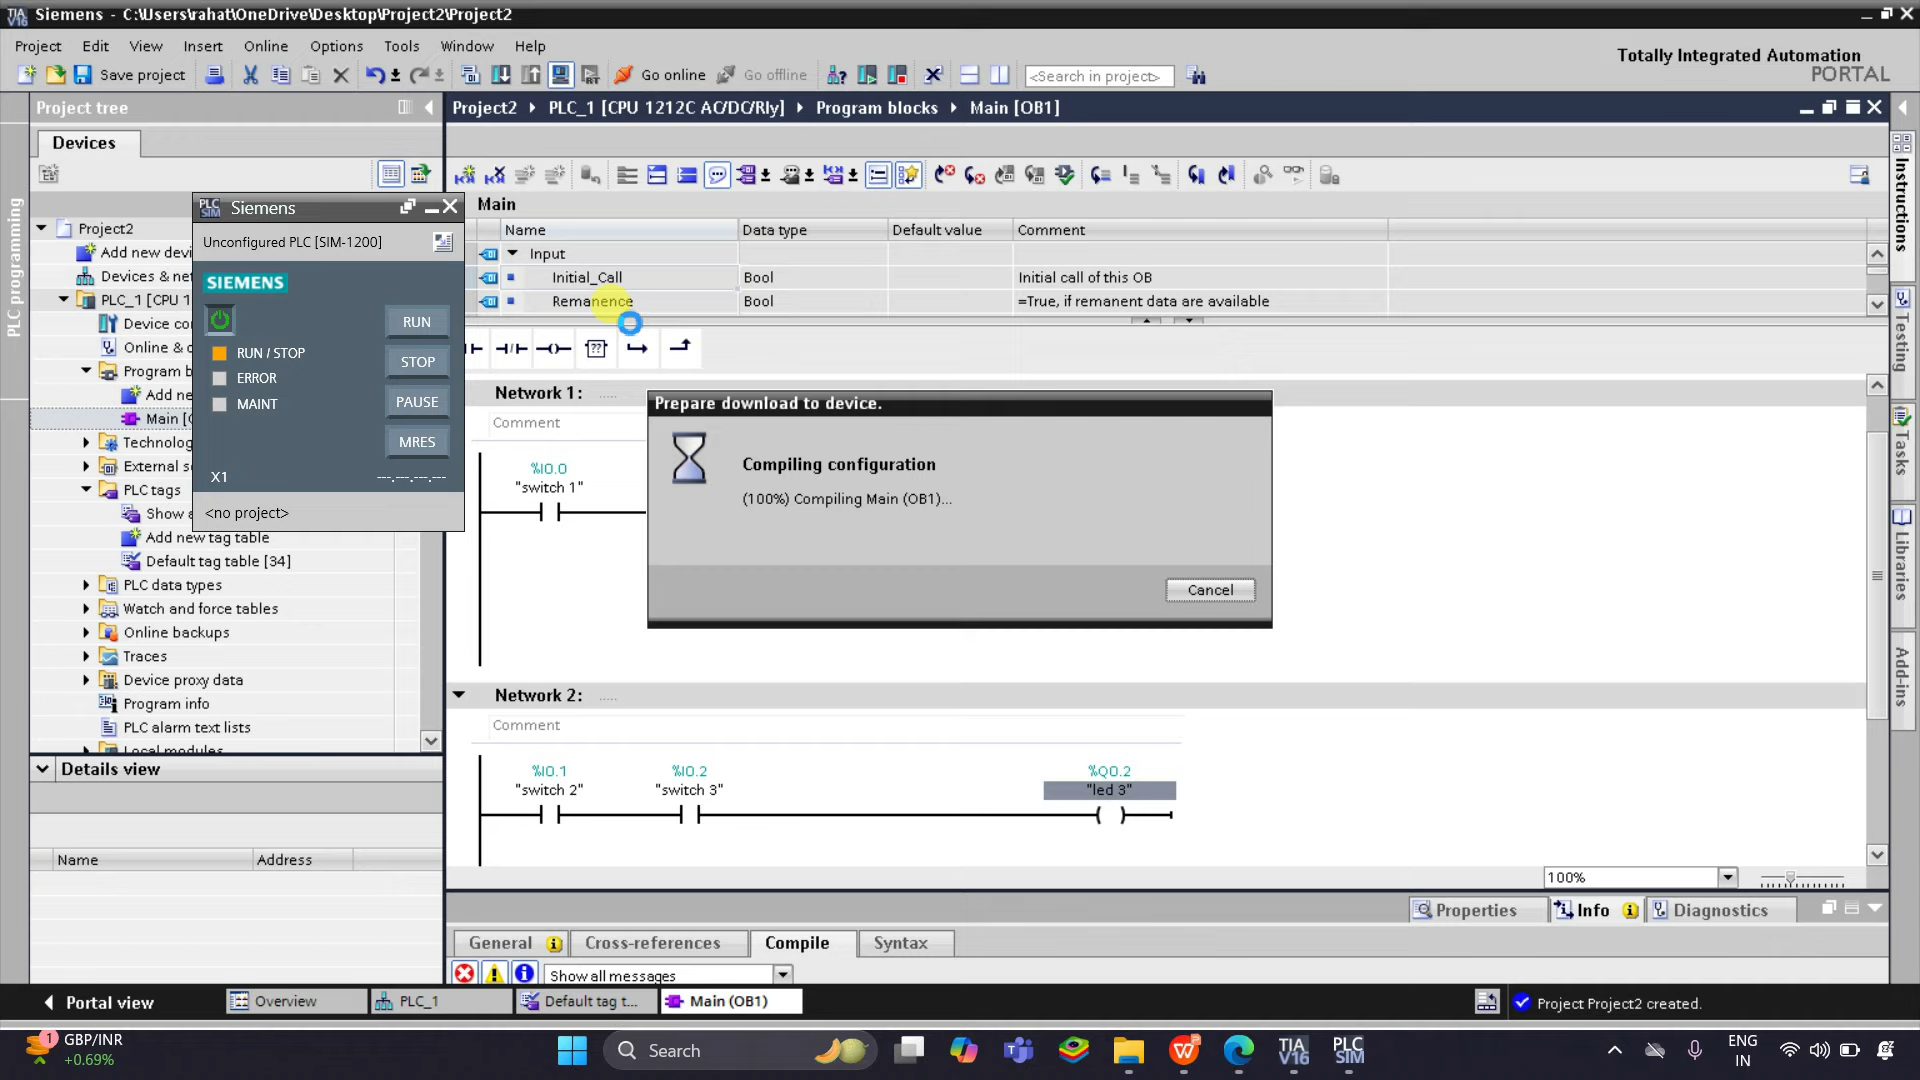 Siemens - C:\Users\rahat\OneDrive\Desktop\Project2\Project2
Project Edit View Insert Online Options Tools Window Help
Totally Integrated Automation
PORTAL
Save project
Go online
Go offline
<Search in project>
Project tree
Project2 PLC_1 [CPU 1212C AC/DC/Rly] Program blocks Main [OB1]
Devices
PLC programming
Siemens
Unconfigured PLC [SIM-1200]
SIEMENS
RUN
RUN / STOP
STOP
ERROR
PAUSE
MAINT
MRES
X1
---.---.---.---
<no project>
Project2
Add new devi
Devices & net
PLC_1 [CPU 1
Device cor
Online & c
Program b
Add ne
Main [
Technolog
External so
PLC tags
Show a
Add new tag table
Default tag table [34]
PLC data types
Watch and force tables
Online backups
Traces
Device proxy data
Program info
PLC alarm text lists
Local modules
Details view
Name Address
Main
Name Data type Default value Comment
Input
Initial_Call Bool Initial call of this OB
Remanence Bool =True, if remanent data are available
Network 1: .....
Comment
%I0.0
"switch 1"
Prepare download to device.
Compiling configuration
(100%) Compiling Main (OB1)...
Cancel
Network 2: .....
Comment
%I0.1 %I0.2 %Q0.2
"switch 2" "switch 3" "led 3"
100%
Properties Info Diagnostics
General Cross-references Compile Syntax
Show all messages
Instructions
Testing
Tasks
Libraries
Add-ins
Portal view Overview PLC_1 Default tag t... Main (OB1) Project Project2 created.
1
GBP/INR
+0.69%
Search
TIA
V16
PLC
SIM
ENG
IN